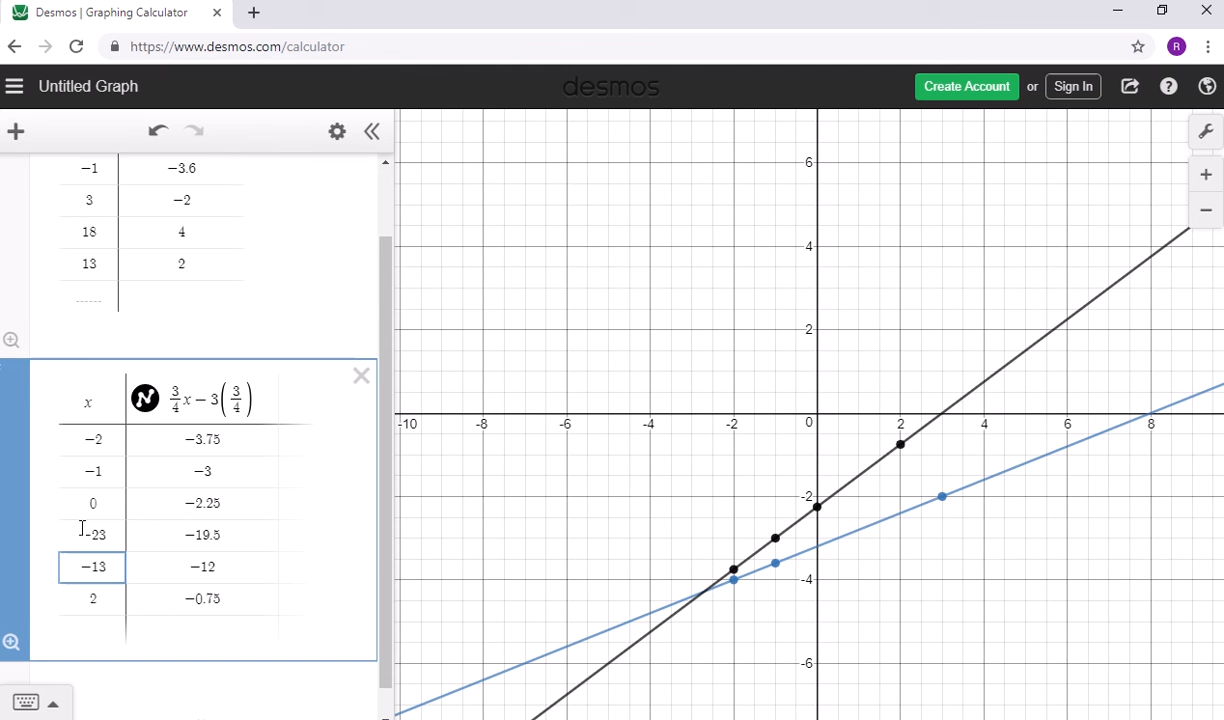 Desmos | Graphing Calculator
https://www.desmos.com/calculator
R
Untitled Graph
desmos
Create Account or Sign In
−1 −3.6
3 −2
18 4
13 2
x 3/4 x − 3(3/4)
−2 −3.75
−1 −3
0 −2.25
−23 −19.5
−13 −12
2 −0.75
6
4
2
-10 -8 -6 -4 -2 0 2 4 6 8
-2
-4
-6